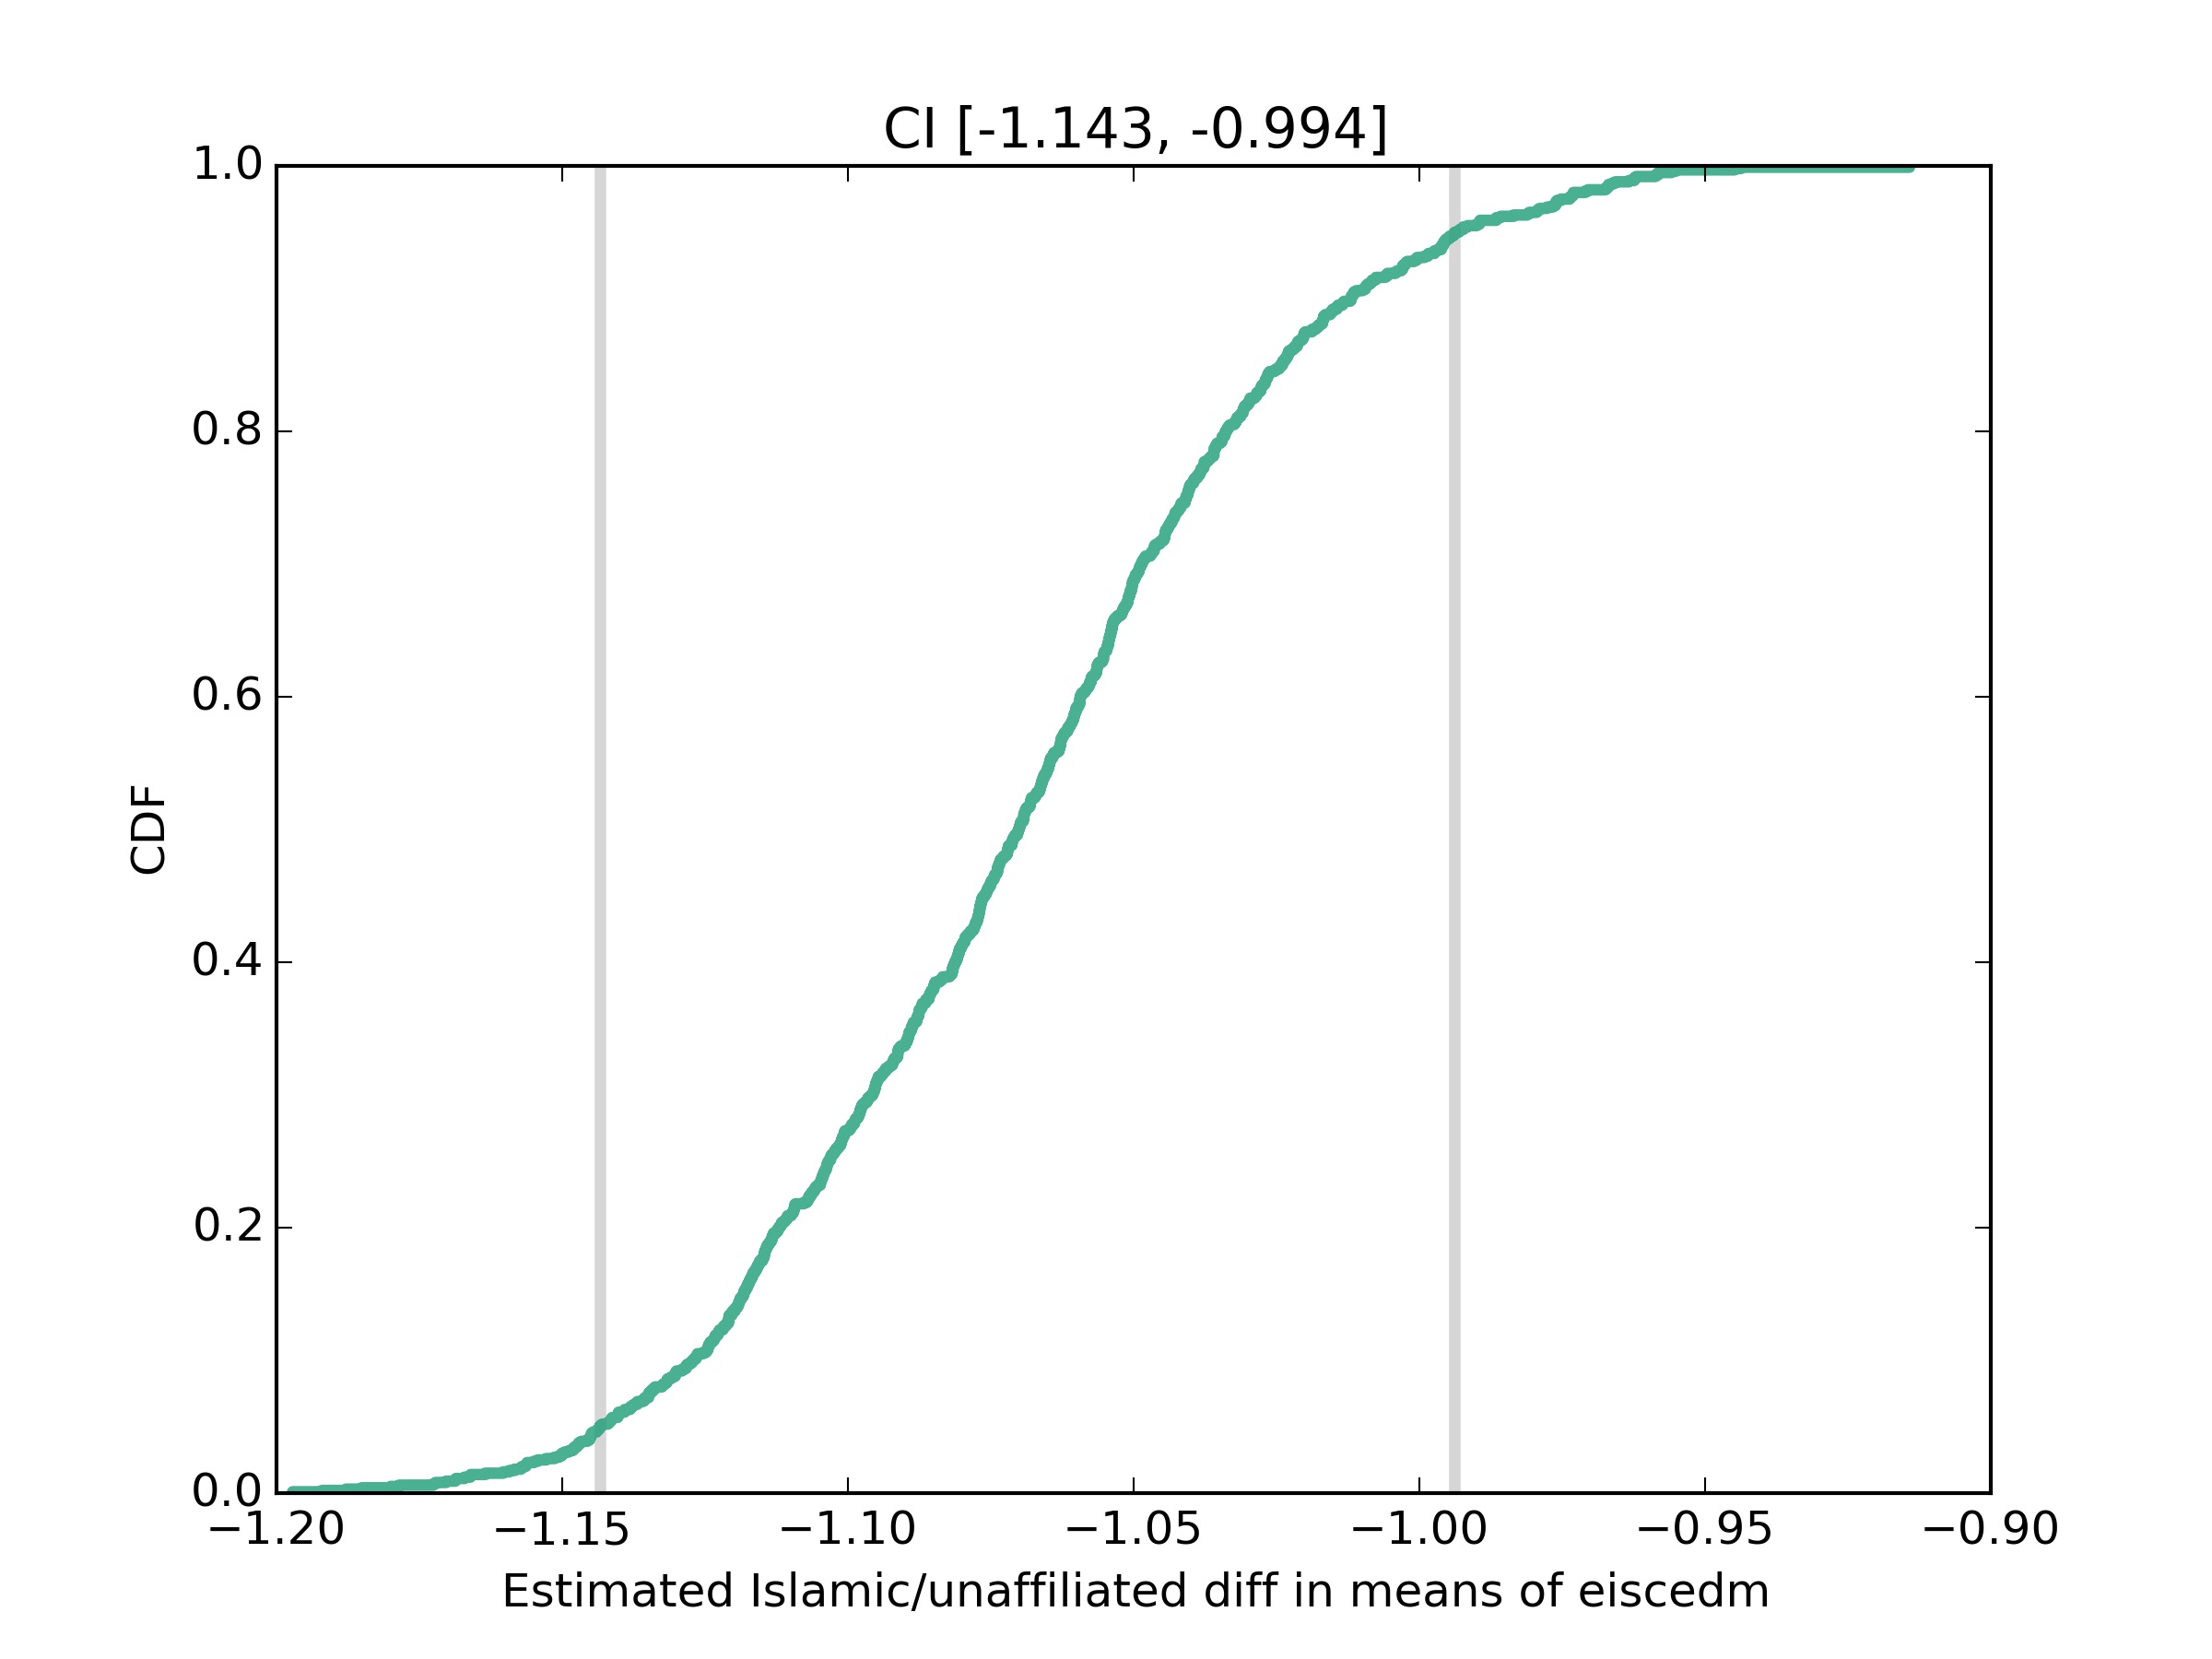 CI [-1.143, -0.994]
1.0
0.8
0.6
0.4
0.2
0.0
CDF
−1.20 −1.15 −1.10 −1.05 −1.00 −0.95 −0.90
Estimated Islamic/unaffiliated diff in means of eiscedm